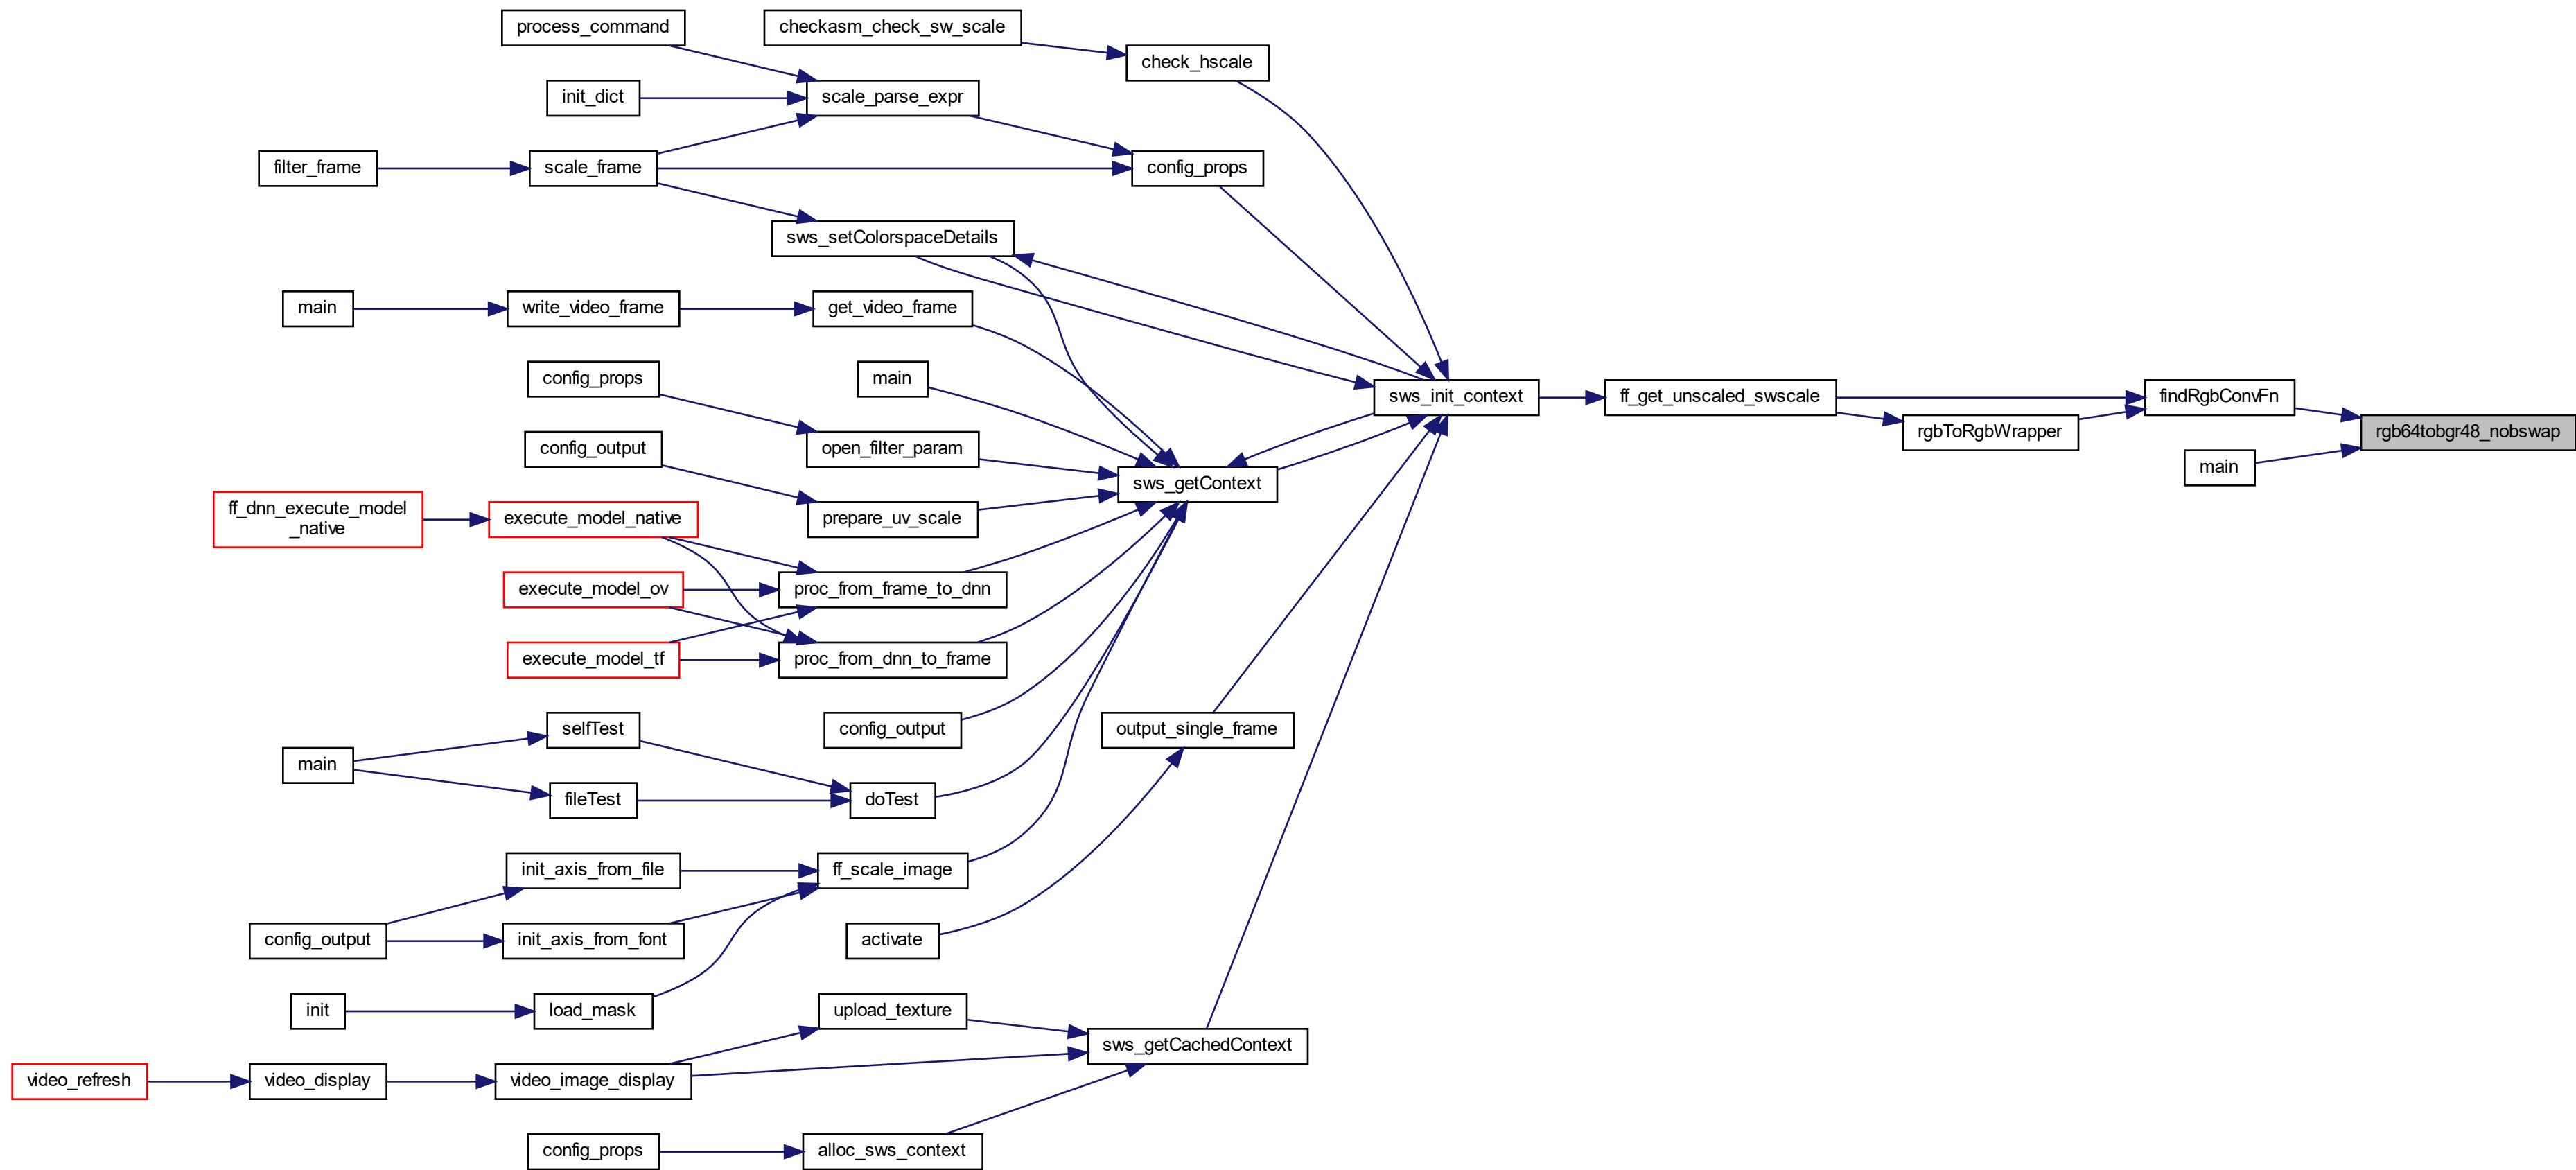 process_command
checkasm_check_sw_scale
check_hscale
init_dict
scale_parse_expr
filter_frame
scale_frame
config_props
sws_setColorspaceDetails
main
write_video_frame
get_video_frame
config_props
main
sws_init_context
ff_get_unscaled_swscale
findRgbConvFn
rgb64tobgr48_nobswap
rgbToRgbWrapper
main
config_output
open_filter_param
sws_getContext
ff_dnn_execute_model
_native
execute_model_native
prepare_uv_scale
execute_model_ov
proc_from_frame_to_dnn
execute_model_tf
proc_from_dnn_to_frame
selfTest
config_output
output_single_frame
main
fileTest
doTest
init_axis_from_file
ff_scale_image
config_output
init_axis_from_font
activate
init
load_mask
upload_texture
sws_getCachedContext
video_refresh
video_display
video_image_display
config_props
alloc_sws_context